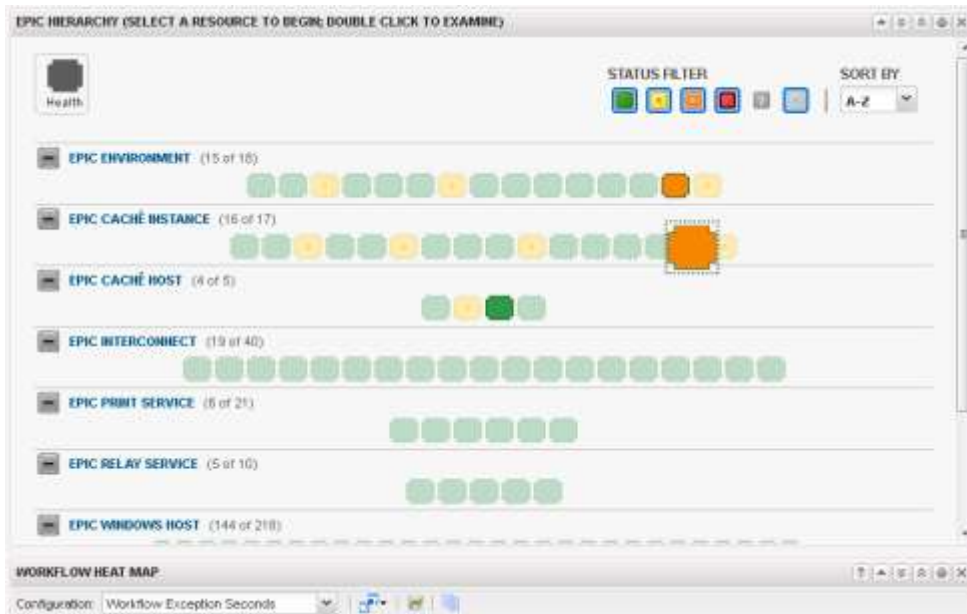 EPIC HIERARCHY (SELECT A RESOURCE TO BEGIN; DOUBLE CLICK TO EXAMINE)
Health
STATUS FILTER
SORT BY
?
A-Z
EPIC ENVIRONMENT (15 of 18)
EPIC CACHÉ INSTANCE (16 of 17)
EPIC CACHÉ HOST (4 of 5)
EPIC INTERCONNECT (19 of 40)
EPIC PRINT SERVICE (6 of 21)
EPIC RELAY SERVICE (5 of 10)
EPIC WINDOWS HOST (144 of 218)
WORKFLOW HEAT MAP
?
Configuration: Workflow Exception Seconds